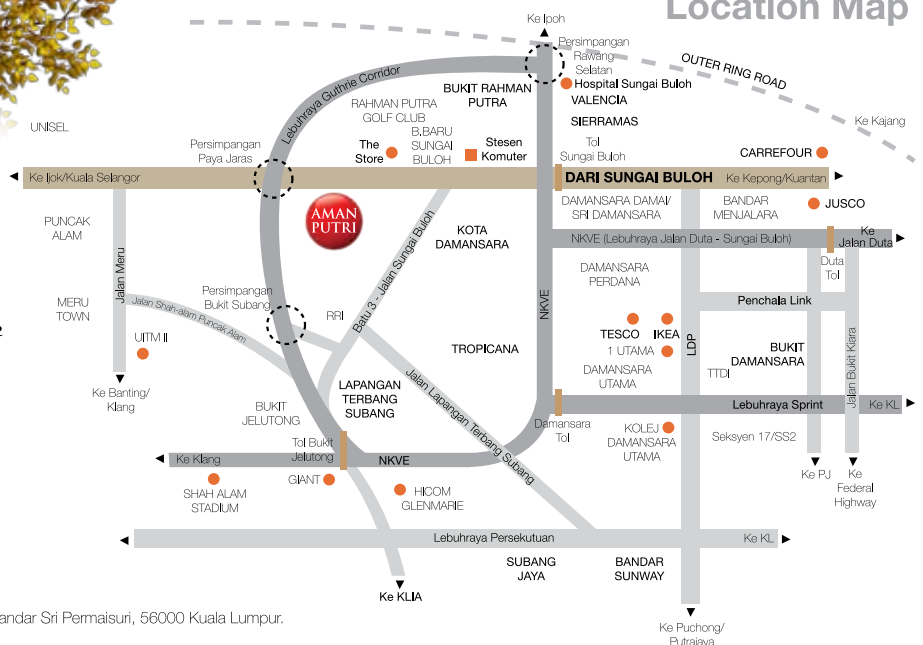 Location Map
Ke Ipoh
Persimpangan
Rawang
Selatan
OUTER RING ROAD
Lebuhraya Guthrie Corridor
BUKIT RAHMAN
PUTRA
Hospital Sungai Buloh
VALENCIA
RAHMAN PUTRA
GOLF CLUB
SIERRAMAS
Ke Kajang
UNISEL
B.BARU
SUNGAI
BULOH
Persimpangan
Paya Jaras
The
Store
Stesen
Komuter
Tol
Sungai Buloh
CARREFOUR
Ke Ijok/Kuala Selangor
DARI SUNGAI BULOH
Ke Kepong/Kuantan
AMAN
PUTRI
DAMANSARA DAMAI/
SRI DAMANSARA
BANDAR
MENJALARA
JUSCO
PUNCAK
ALAM
Jalan Meru
Batu 3 - Jalan Sungai Buloh
KOTA
DAMANSARA
NKVE (Lebuhraya Jalan Duta - Sungai Buloh)
Ke
Jalan Duta
Duta
Tol
DAMANSARA
PERDANA
Persimpangan
Bukit Subang
MERU
TOWN
Jalan Shah-alam Puncak Alam
RRI
NKVE
Penchala Link
2
UITM II
TESCO
IKEA
LDP
1 UTAMA
BUKIT
DAMANSARA
Jalan Bukit Kiara
TROPICANA
DAMANSARA
UTAMA
TTDI
Ke Banting/
Klang
LAPANGAN
TERBANG
SUBANG
Jalan Lapangan Terbang Subang
BUKIT
JELUTONG
Lebuhraya Sprint
Ke KL
Damansara
Tol
KOLEJ
DAMANSARA
UTAMA
Seksyen 17/SS2
Tol Bukit
Jelutong
Ke Klang
NKVE
GIANT
SHAH ALAM
STADIUM
HICOM
GLENMARIE
Ke PJ
Ke
Federal
Highway
Lebuhraya Persekutuan
Ke KL
SUBANG
JAYA
BANDAR
SUNWAY
Ke KLIA
andar Sri Permaisuri, 56000 Kuala Lumpur.
Ke Puchong/
Putrajaya